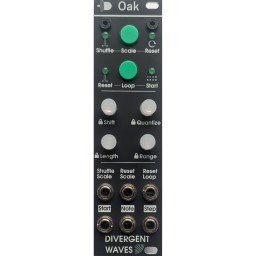 Oak
Shuffle Scale Reset
Reset Loop Start
Shift Quantize
Length Range
Shuffle Reset Reset
Scale Scale Loop
Start Note Step
DIVERGENT
WAVES